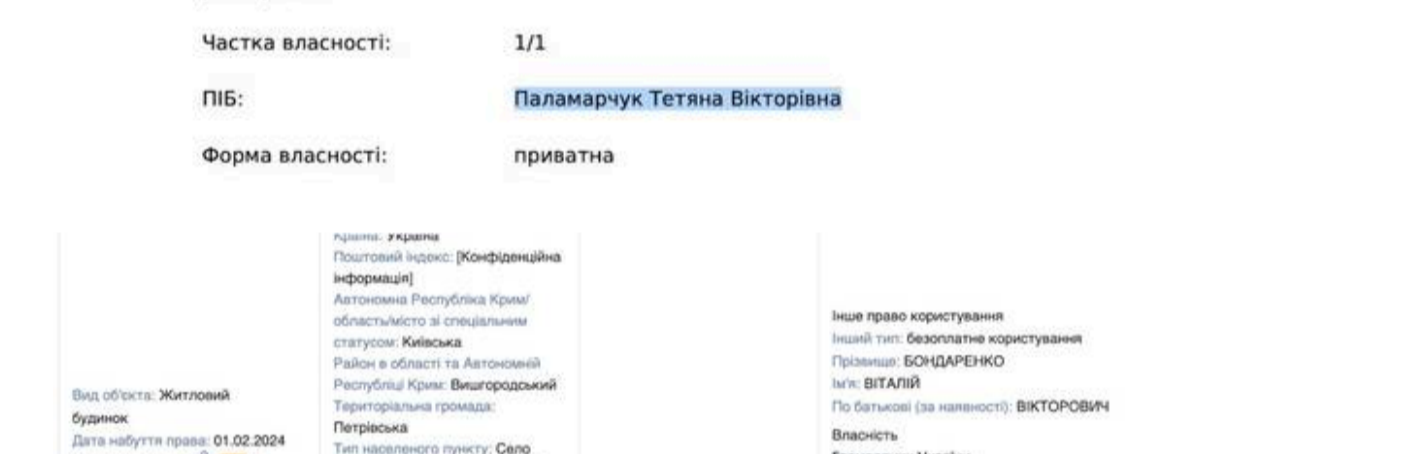 Частка власності: 1/1
ПІБ: Паламарчук Тетяна Вікторівна
Форма власності: приватна
Вид об'єкта: Житловий
будинок
Дата набуття права: 01.02.2024
Країна: Україна
Поштовий індекс: [Конфіденційна
інформація]
Автономна Республіка Крим/
область/місто зі спеціальним
статусом: Київська
Район в області та Автономній
Республіці Крим: Вишгородський
Територіальна громада:
Петрівська
Тип населеного пункту: Село
Інше право користування
Інший тип: безоплатне користування
Прізвище: БОНДАРЕНКО
Ім'я: ВІТАЛІЙ
По батькові (за наявності): ВІКТОРОВИЧ
Власність